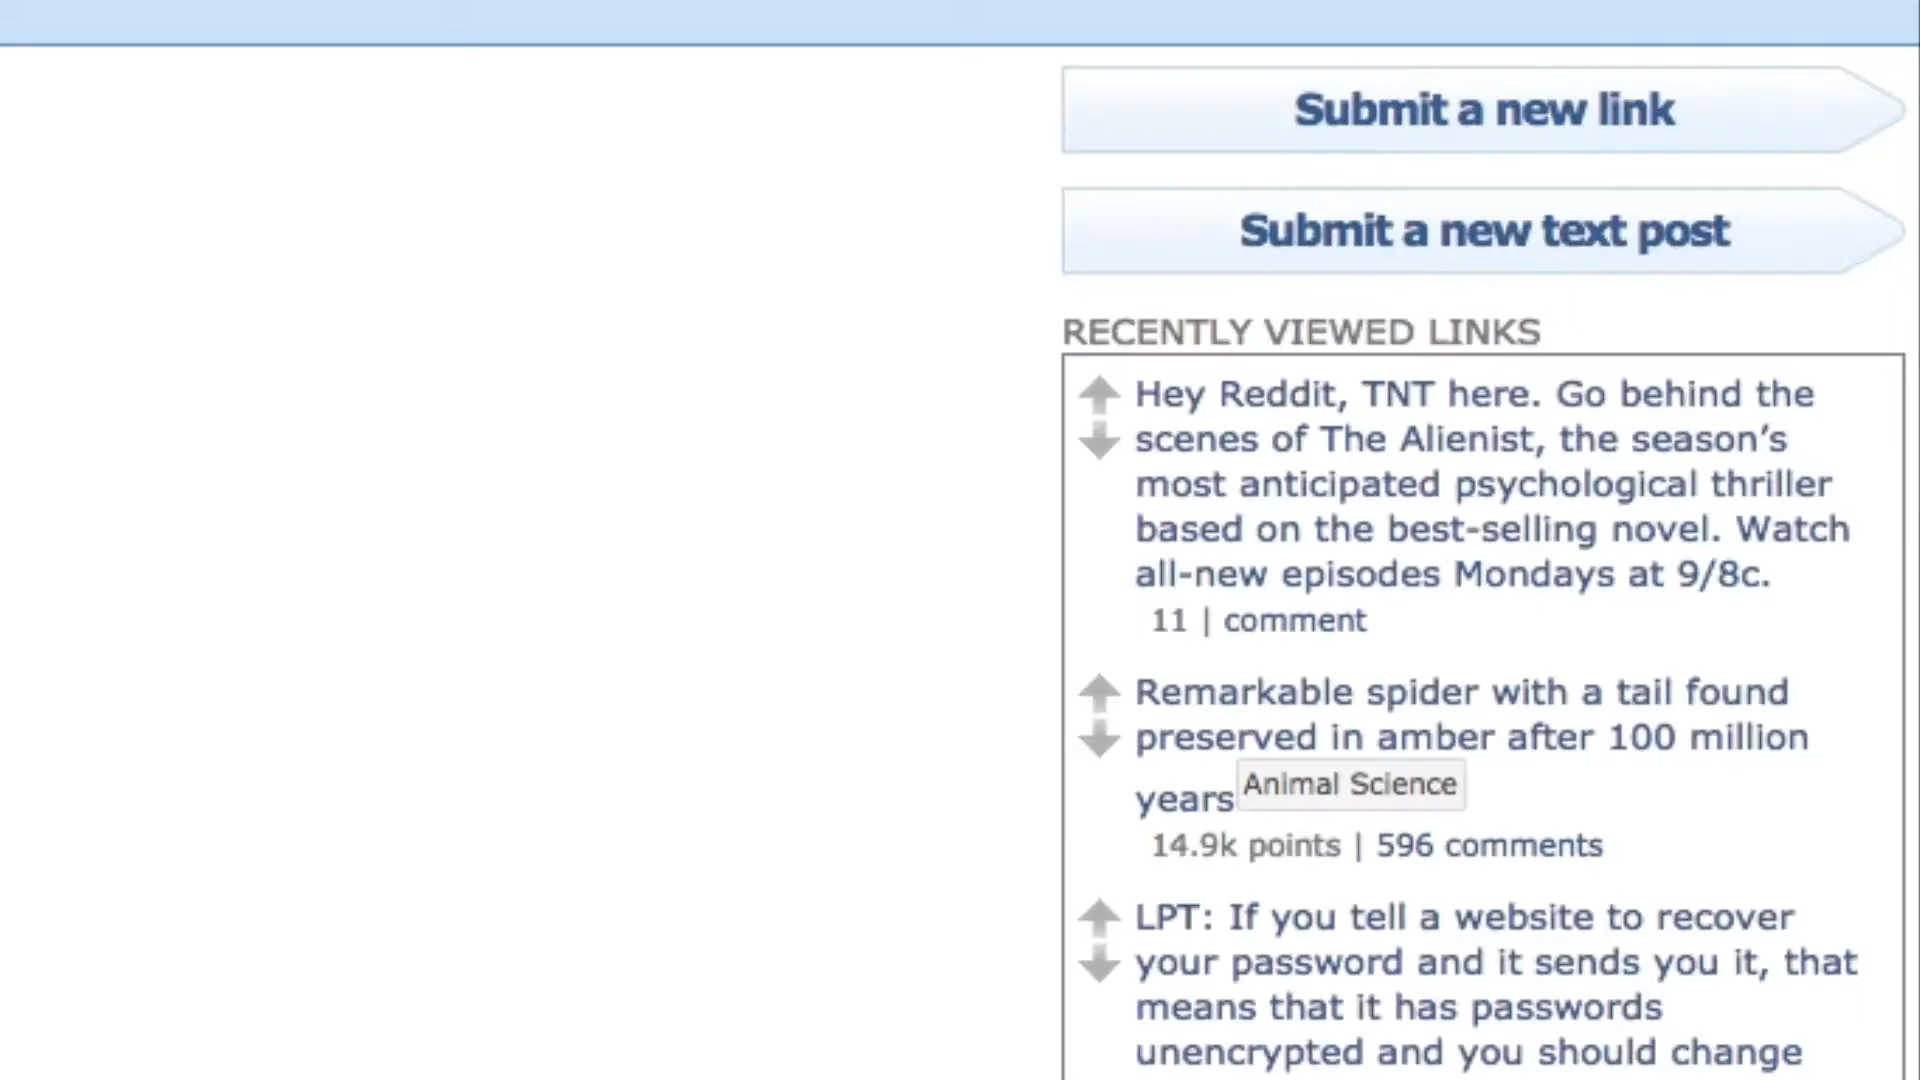 Submit a new link
Submit a new text post
RECENTLY VIEWED LINKS
Hey Reddit, TNT here. Go behind the
scenes of The Alienist, the season’s
most anticipated psychological thriller
based on the best-selling novel. Watch
all-new episodes Mondays at 9/8c.
11 | comment
Remarkable spider with a tail found
preserved in amber after 100 million
years Animal Science
14.9k points | 596 comments
LPT: If you tell a website to recover
your password and it sends you it, that
means that it has passwords
unencrypted and you should change